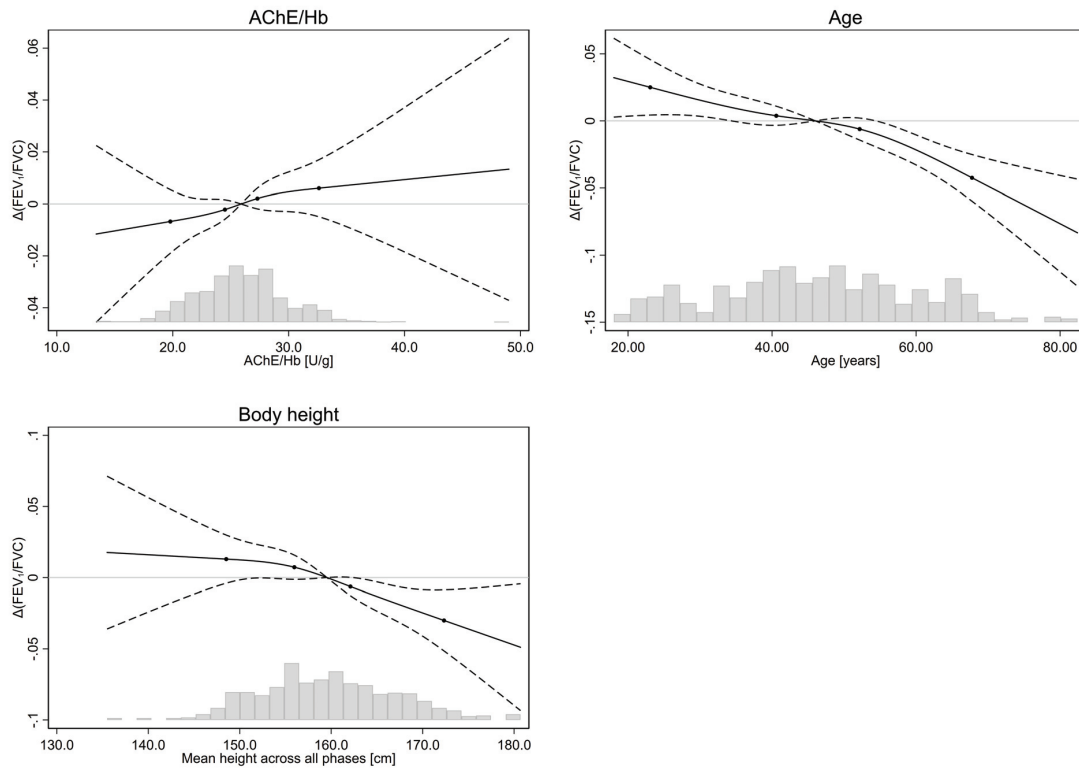 AChE/Hb
Δ(FEV₁/FVC)
.06
.04
.02
0
-.02
-.04
10.0 20.0 30.0 40.0 50.0
AChE/Hb [U/g]
Age
Δ(FEV₁/FVC)
.05
0
-.05
-.1
-.15
20.00 40.00 60.00 80.00
Age [years]
Body height
Δ(FEV₁/FVC)
.1
.05
0
-.05
-.1
130.0 140.0 150.0 160.0 170.0 180.0
Mean height across all phases [cm]